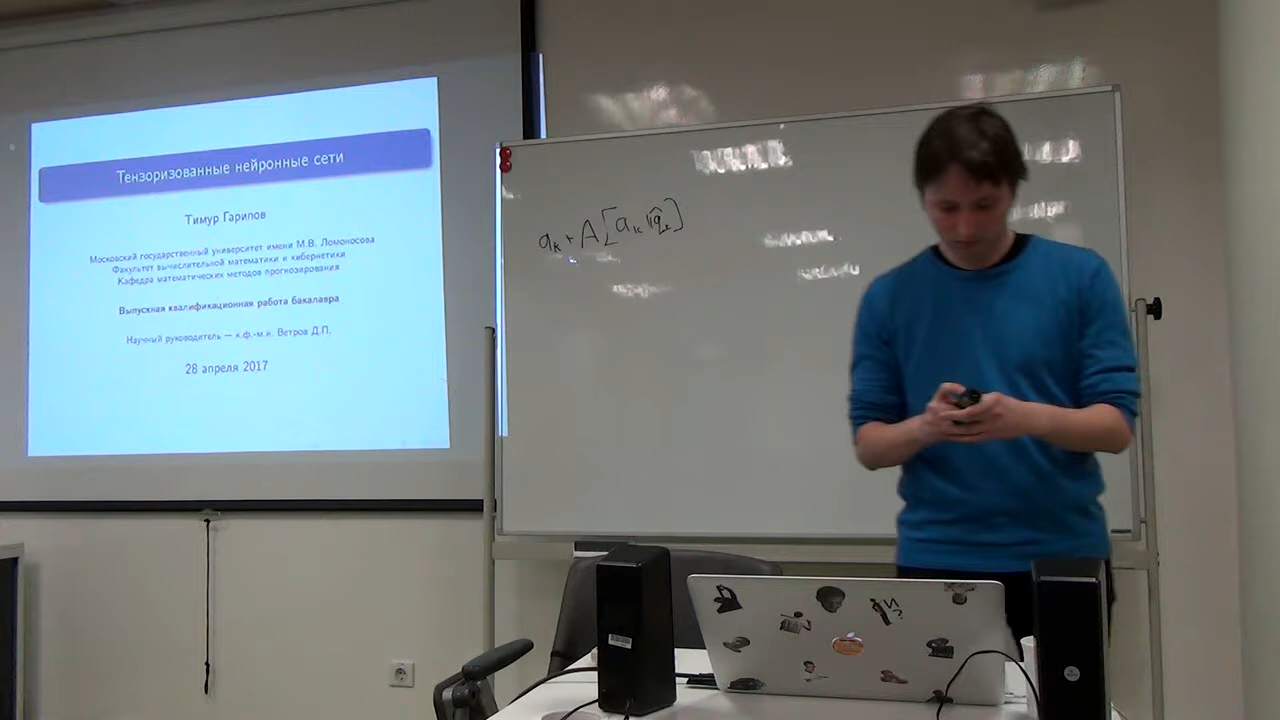 Тензоризованные нейронные сети
Тимур Гарипов
Московский государственный университет имени М.В. Ломоносова
Факультет вычислительной математики и кибернетики
Кафедра математических методов прогнозирования
Выпускная квалификационная работа бакалавра
Научный руководитель — к.ф.-м.н. Ветров Д.П.
28 апреля 2017